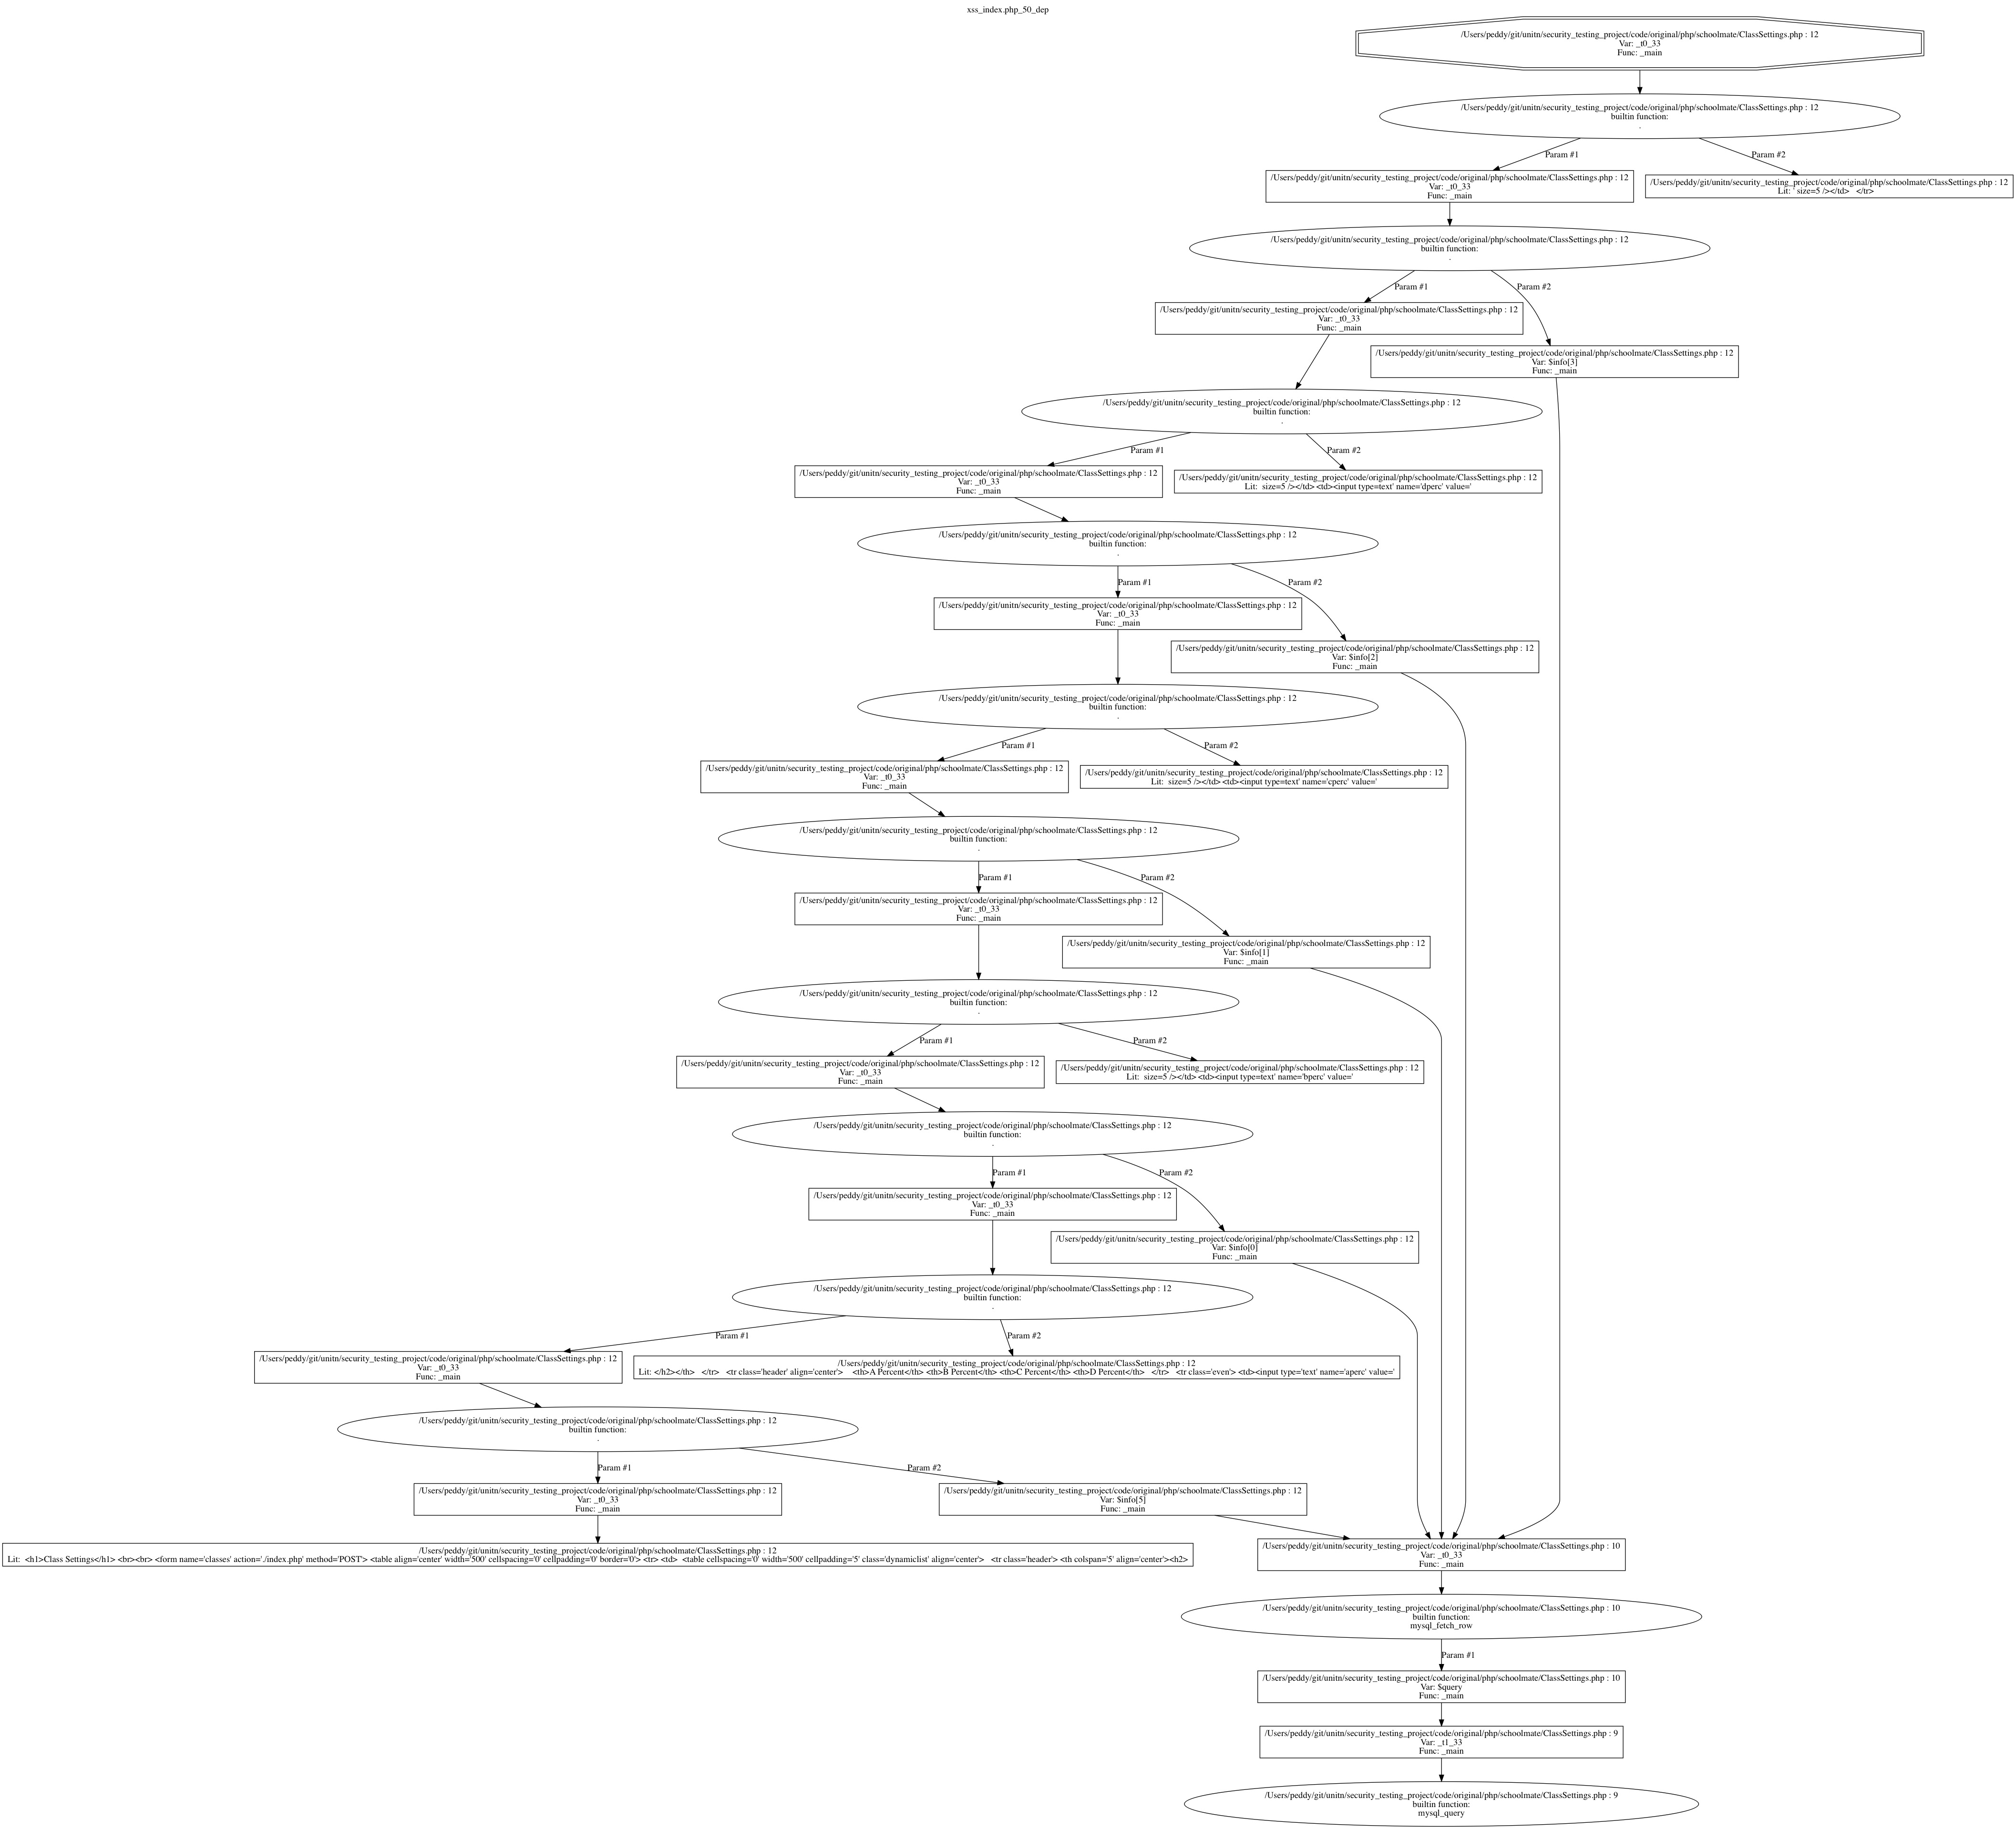 xss_index.php_50_dep
/Users/peddy/git/unitn/security_testing_project/code/original/php/schoolmate/ClassSettings.php : 12
Var: _t0_33
Func: _main
/Users/peddy/git/unitn/security_testing_project/code/original/php/schoolmate/ClassSettings.php : 12
builtin function:
.
Param #1
Param #2
/Users/peddy/git/unitn/security_testing_project/code/original/php/schoolmate/ClassSettings.php : 12
Var: _t0_33
Func: _main
/Users/peddy/git/unitn/security_testing_project/code/original/php/schoolmate/ClassSettings.php : 12
Lit: ' size=5 /></td>   </tr>
/Users/peddy/git/unitn/security_testing_project/code/original/php/schoolmate/ClassSettings.php : 12
builtin function:
.
Param #1
Param #2
/Users/peddy/git/unitn/security_testing_project/code/original/php/schoolmate/ClassSettings.php : 12
Var: _t0_33
Func: _main
/Users/peddy/git/unitn/security_testing_project/code/original/php/schoolmate/ClassSettings.php : 12
Var: $info[3]
Func: _main
/Users/peddy/git/unitn/security_testing_project/code/original/php/schoolmate/ClassSettings.php : 12
builtin function:
.
Param #1
Param #2
/Users/peddy/git/unitn/security_testing_project/code/original/php/schoolmate/ClassSettings.php : 12
Var: _t0_33
Func: _main
/Users/peddy/git/unitn/security_testing_project/code/original/php/schoolmate/ClassSettings.php : 12
Lit:  size=5 /></td> <td><input type=text' name='dperc' value='
/Users/peddy/git/unitn/security_testing_project/code/original/php/schoolmate/ClassSettings.php : 12
builtin function:
.
Param #1
Param #2
/Users/peddy/git/unitn/security_testing_project/code/original/php/schoolmate/ClassSettings.php : 12
Var: _t0_33
Func: _main
/Users/peddy/git/unitn/security_testing_project/code/original/php/schoolmate/ClassSettings.php : 12
Var: $info[2]
Func: _main
/Users/peddy/git/unitn/security_testing_project/code/original/php/schoolmate/ClassSettings.php : 12
builtin function:
.
Param #1
Param #2
/Users/peddy/git/unitn/security_testing_project/code/original/php/schoolmate/ClassSettings.php : 12
Var: _t0_33
Func: _main
/Users/peddy/git/unitn/security_testing_project/code/original/php/schoolmate/ClassSettings.php : 12
Lit:  size=5 /></td> <td><input type=text' name='cperc' value='
/Users/peddy/git/unitn/security_testing_project/code/original/php/schoolmate/ClassSettings.php : 12
builtin function:
.
Param #1
Param #2
/Users/peddy/git/unitn/security_testing_project/code/original/php/schoolmate/ClassSettings.php : 12
Var: _t0_33
Func: _main
/Users/peddy/git/unitn/security_testing_project/code/original/php/schoolmate/ClassSettings.php : 12
Var: $info[1]
Func: _main
/Users/peddy/git/unitn/security_testing_project/code/original/php/schoolmate/ClassSettings.php : 12
builtin function:
.
Param #1
Param #2
/Users/peddy/git/unitn/security_testing_project/code/original/php/schoolmate/ClassSettings.php : 12
Var: _t0_33
Func: _main
/Users/peddy/git/unitn/security_testing_project/code/original/php/schoolmate/ClassSettings.php : 12
Lit:  size=5 /></td> <td><input type=text' name='bperc' value='
/Users/peddy/git/unitn/security_testing_project/code/original/php/schoolmate/ClassSettings.php : 12
builtin function:
.
Param #1
Param #2
/Users/peddy/git/unitn/security_testing_project/code/original/php/schoolmate/ClassSettings.php : 12
Var: _t0_33
Func: _main
/Users/peddy/git/unitn/security_testing_project/code/original/php/schoolmate/ClassSettings.php : 12
Var: $info[0]
Func: _main
/Users/peddy/git/unitn/security_testing_project/code/original/php/schoolmate/ClassSettings.php : 12
builtin function:
.
Param #1
Param #2
/Users/peddy/git/unitn/security_testing_project/code/original/php/schoolmate/ClassSettings.php : 12
Var: _t0_33
Func: _main
/Users/peddy/git/unitn/security_testing_project/code/original/php/schoolmate/ClassSettings.php : 12
Lit: </h2></th>   </tr>   <tr class='header' align='center'>    <th>A Percent</th> <th>B Percent</th> <th>C Percent</th> <th>D Percent</th>   </tr>   <tr class='even'> <td><input type='text' name='aperc' value='
/Users/peddy/git/unitn/security_testing_project/code/original/php/schoolmate/ClassSettings.php : 12
builtin function:
.
Param #1
Param #2
/Users/peddy/git/unitn/security_testing_project/code/original/php/schoolmate/ClassSettings.php : 12
Var: _t0_33
Func: _main
/Users/peddy/git/unitn/security_testing_project/code/original/php/schoolmate/ClassSettings.php : 12
Var: $info[5]
Func: _main
/Users/peddy/git/unitn/security_testing_project/code/original/php/schoolmate/ClassSettings.php : 12
Lit:  <h1>Class Settings</h1> <br><br> <form name='classes' action='./index.php' method='POST'> <table align='center' width='500' cellspacing='0' cellpadding='0' border='0'> <tr> <td>  <table cellspacing='0' width='500' cellpadding='5' class='dynamiclist' align='center'>   <tr class='header'> <th colspan='5' align='center'><h2>
/Users/peddy/git/unitn/security_testing_project/code/original/php/schoolmate/ClassSettings.php : 10
Var: _t0_33
Func: _main
/Users/peddy/git/unitn/security_testing_project/code/original/php/schoolmate/ClassSettings.php : 10
builtin function:
mysql_fetch_row
Param #1
/Users/peddy/git/unitn/security_testing_project/code/original/php/schoolmate/ClassSettings.php : 10
Var: $query
Func: _main
/Users/peddy/git/unitn/security_testing_project/code/original/php/schoolmate/ClassSettings.php : 9
Var: _t1_33
Func: _main
/Users/peddy/git/unitn/security_testing_project/code/original/php/schoolmate/ClassSettings.php : 9
builtin function:
mysql_query